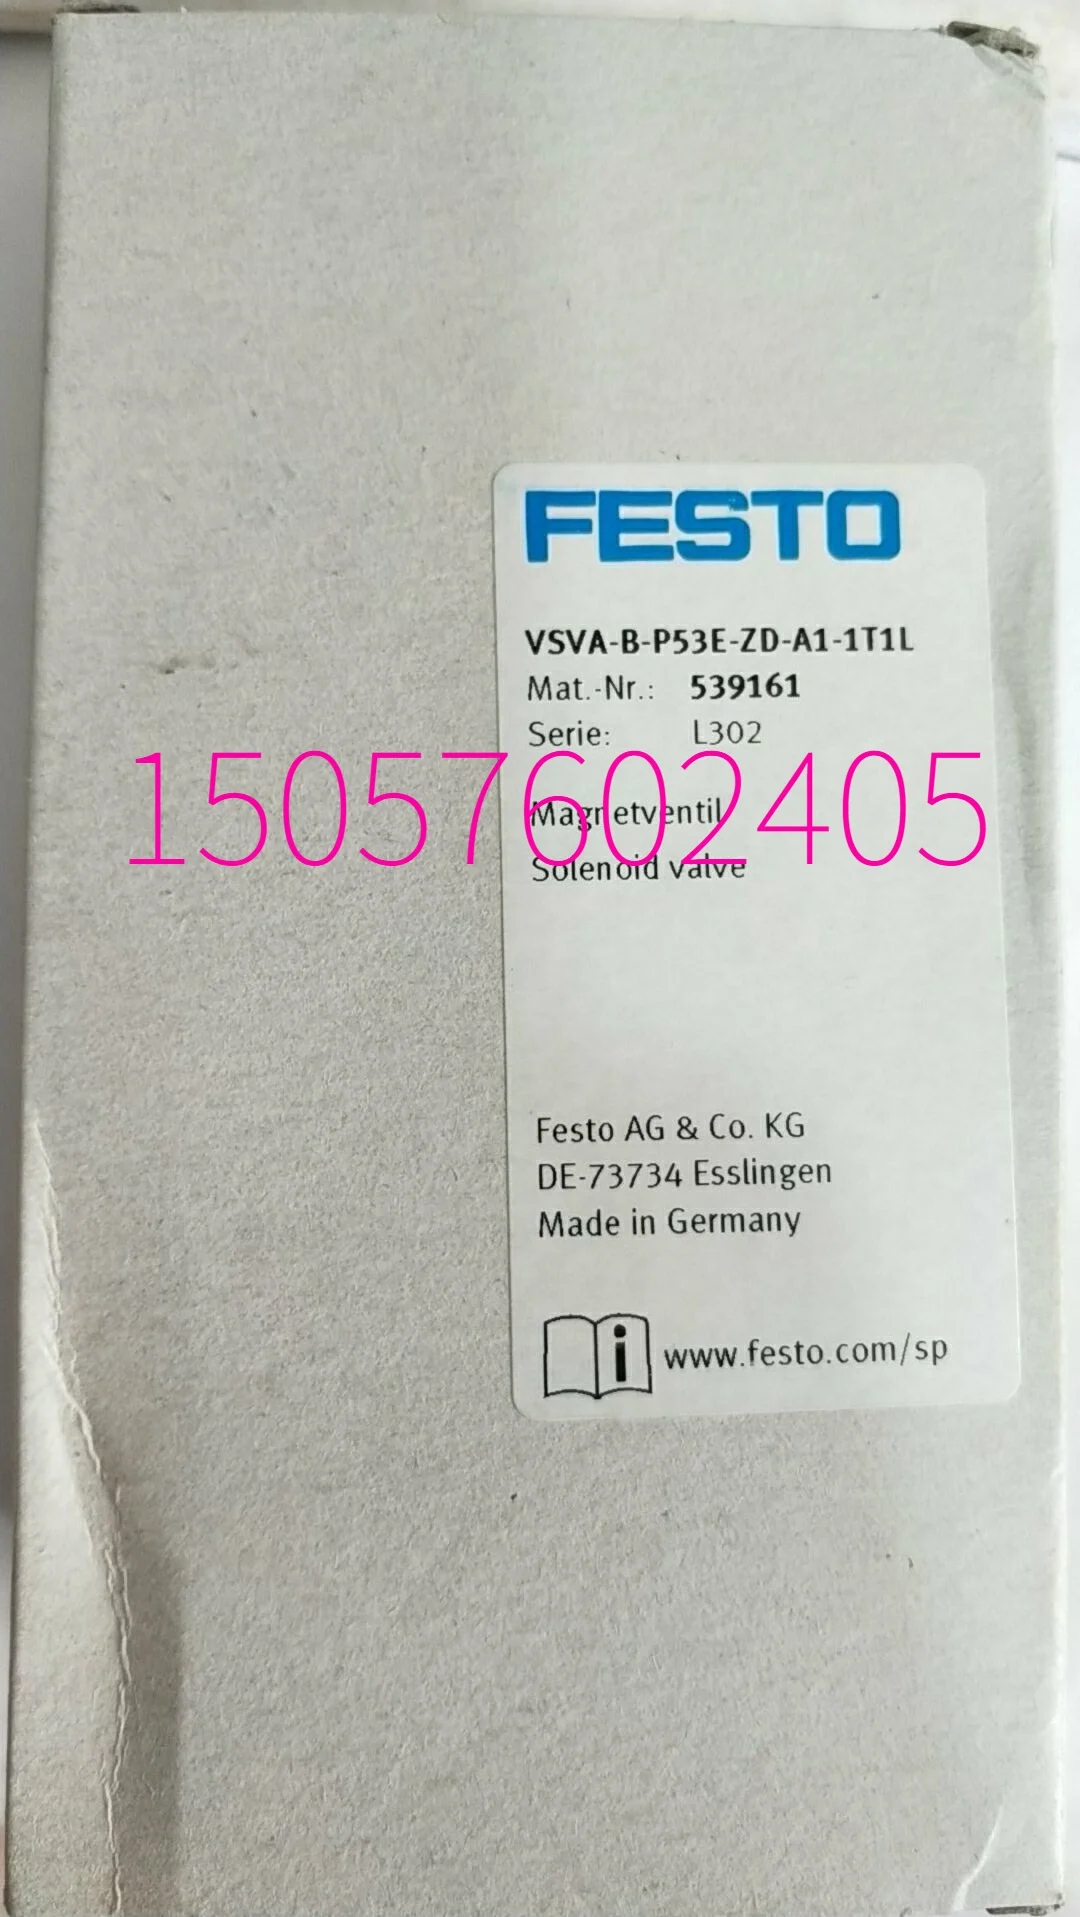 FESTO
VSVA-B-P53E-ZD-A1-1T1L
Mat.-Nr.: 539161
Serie: L302
15057602405
Magnetventil
Solenoid valve
Festo AG & Co. KG
DE-73734 Esslingen
Made in Germany
i www.festo.com/sp